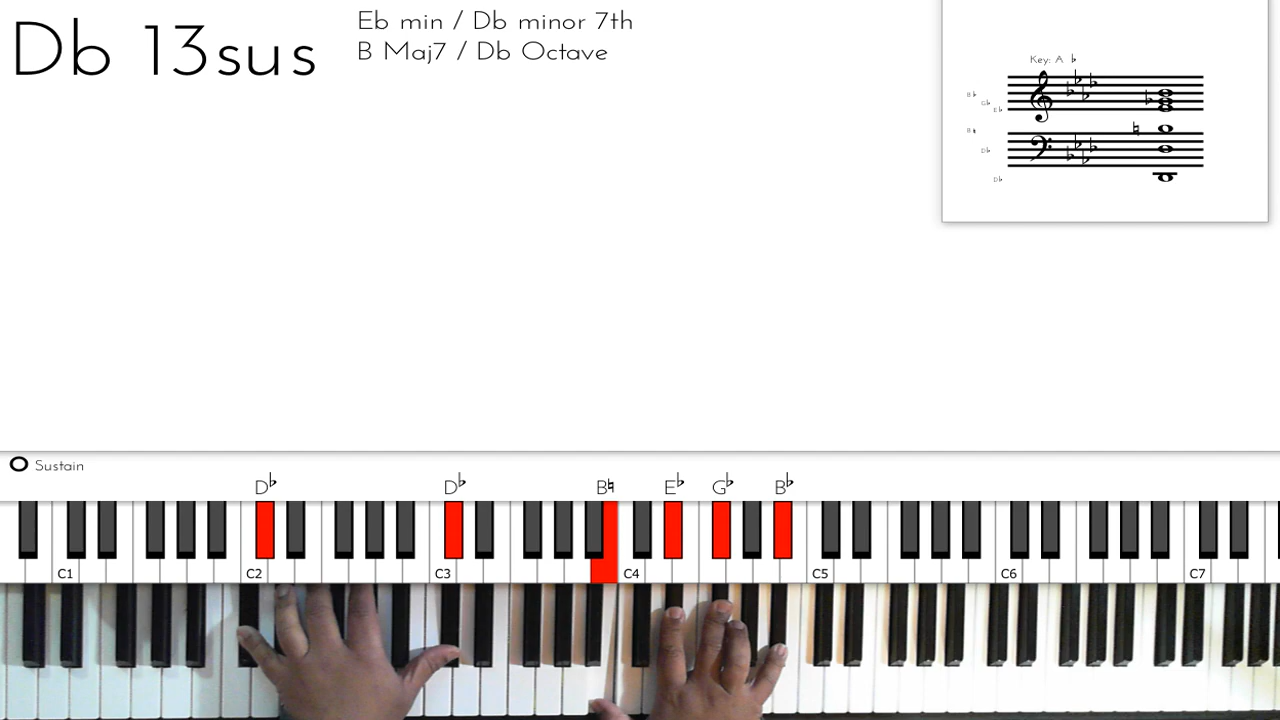 Db 13sus
Eb min / Db minor 7th
B Maj7 / Db Octave
Key: A ♭
B♭
G♭
E♭
B♮
D♭
D♭
Sustain
D♭ D♭ B♮ E♭ G♭ B♭
C1 C2 C3 C4 C5 C6 C7